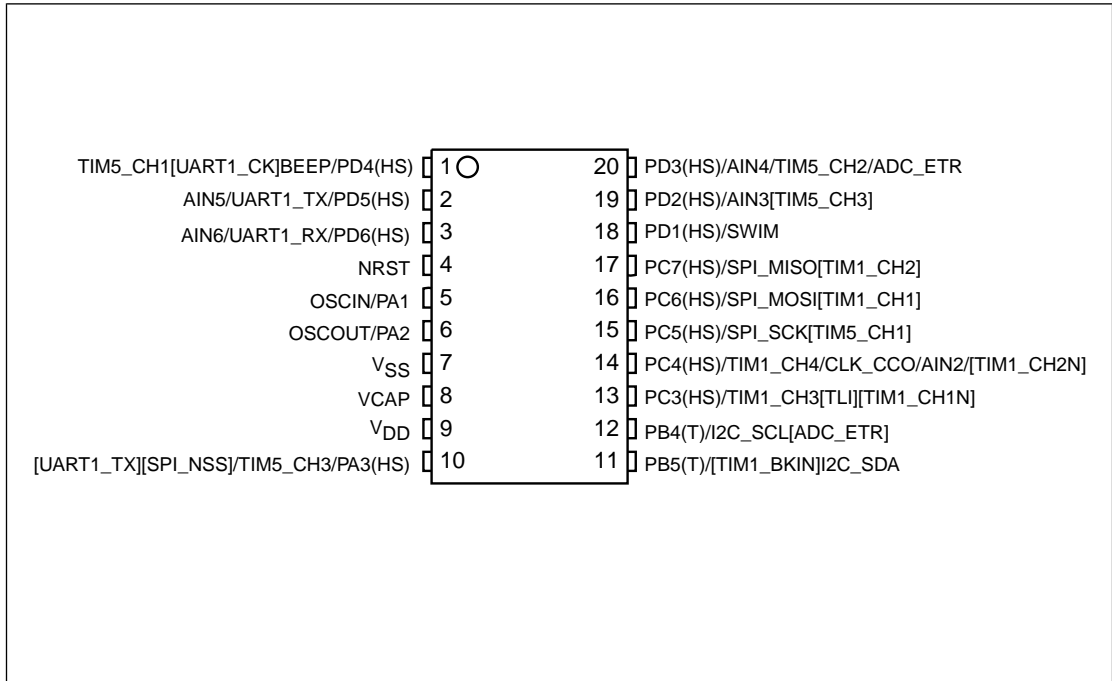 TIM5_CH1[UART1_CK]BEEP/PD4(HS) 1 20 PD3(HS)/AIN4/TIM5_CH2/ADC_ETR
AIN5/UART1_TX/PD5(HS) 2 19 PD2(HS)/AIN3[TIM5_CH3]
AIN6/UART1_RX/PD6(HS) 3 18 PD1(HS)/SWIM
NRST 4 17 PC7(HS)/SPI_MISO[TIM1_CH2]
OSCIN/PA1 5 16 PC6(HS)/SPI_MOSI[TIM1_CH1]
OSCOUT/PA2 6 15 PC5(HS)/SPI_SCK[TIM5_CH1]
VSS 7 14 PC4(HS)/TIM1_CH4/CLK_CCO/AIN2/[TIM1_CH2N]
VCAP 8 13 PC3(HS)/TIM1_CH3[TLI][TIM1_CH1N]
VDD 9 12 PB4(T)/I2C_SCL[ADC_ETR]
[UART1_TX][SPI_NSS]/TIM5_CH3/PA3(HS) 10 11 PB5(T)/[TIM1_BKIN]I2C_SDA